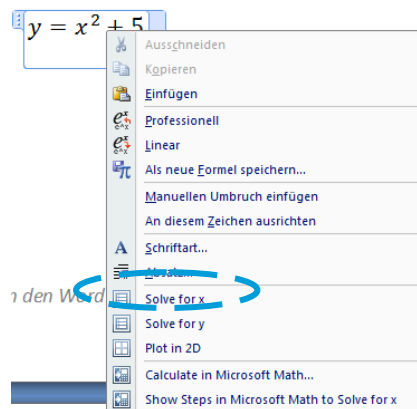 y = x² + 5
Ausschneiden
Kopieren
Einfügen
Professionell
Linear
Als neue Formel speichern...
Manuellen Umbruch einfügen
An diesem Zeichen ausrichten
Schriftart...
Absatz...
n den Word
Solve for x
Solve for y
Plot in 2D
Calculate in Microsoft Math...
Show Steps in Microsoft Math to Solve for x